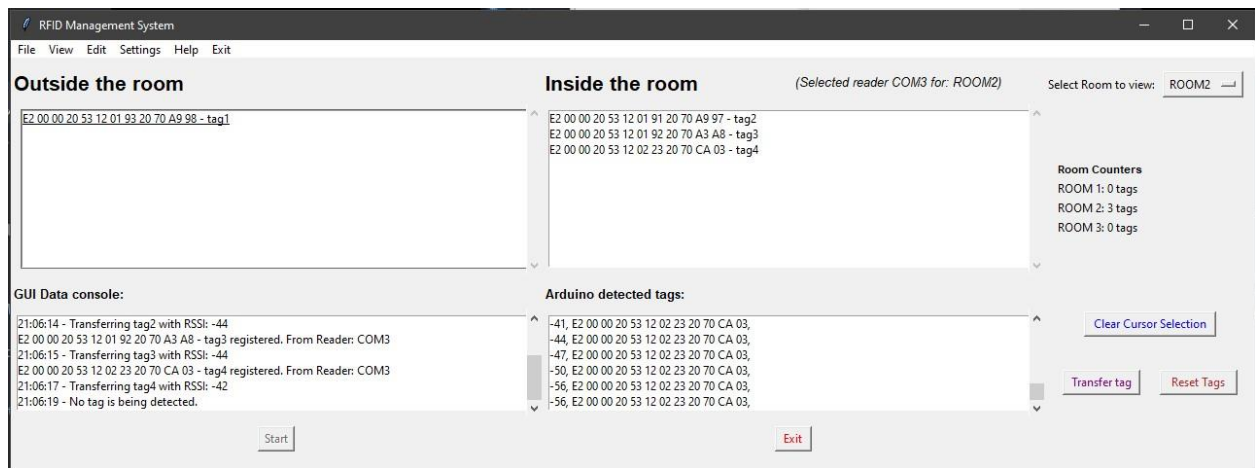 RFID Management System
File View Edit Settings Help Exit
Outside the room
E2 00 00 20 53 12 01 93 20 70 A9 98 - tag1
Inside the room
(Selected reader COM3 for: ROOM2)
E2 00 00 20 53 12 01 91 20 70 A9 97 - tag2
E2 00 00 20 53 12 01 92 20 70 A3 A8 - tag3
E2 00 00 20 53 12 02 23 20 70 CA 03 - tag4
Select Room to view: ROOM2
Room Counters
ROOM 1: 0 tags
ROOM 2: 3 tags
ROOM 3: 0 tags
GUI Data console:
21:06:14 - Transferring tag2 with RSSI: -44
E2 00 00 20 53 12 01 92 20 70 A3 A8 - tag3 registered. From Reader: COM3
21:06:15 - Transferring tag3 with RSSI: -44
E2 00 00 20 53 12 02 23 20 70 CA 03 - tag4 registered. From Reader: COM3
21:06:17 - Transferring tag4 with RSSI: -42
21:06:19 - No tag is being detected.
Arduino detected tags:
-41, E2 00 00 20 53 12 02 23 20 70 CA 03,
-44, E2 00 00 20 53 12 02 23 20 70 CA 03,
-47, E2 00 00 20 53 12 02 23 20 70 CA 03,
-50, E2 00 00 20 53 12 02 23 20 70 CA 03,
-56, E2 00 00 20 53 12 02 23 20 70 CA 03,
-56, E2 00 00 20 53 12 02 23 20 70 CA 03,
Clear Cursor Selection
Transfer tag
Reset Tags
Start
Exit